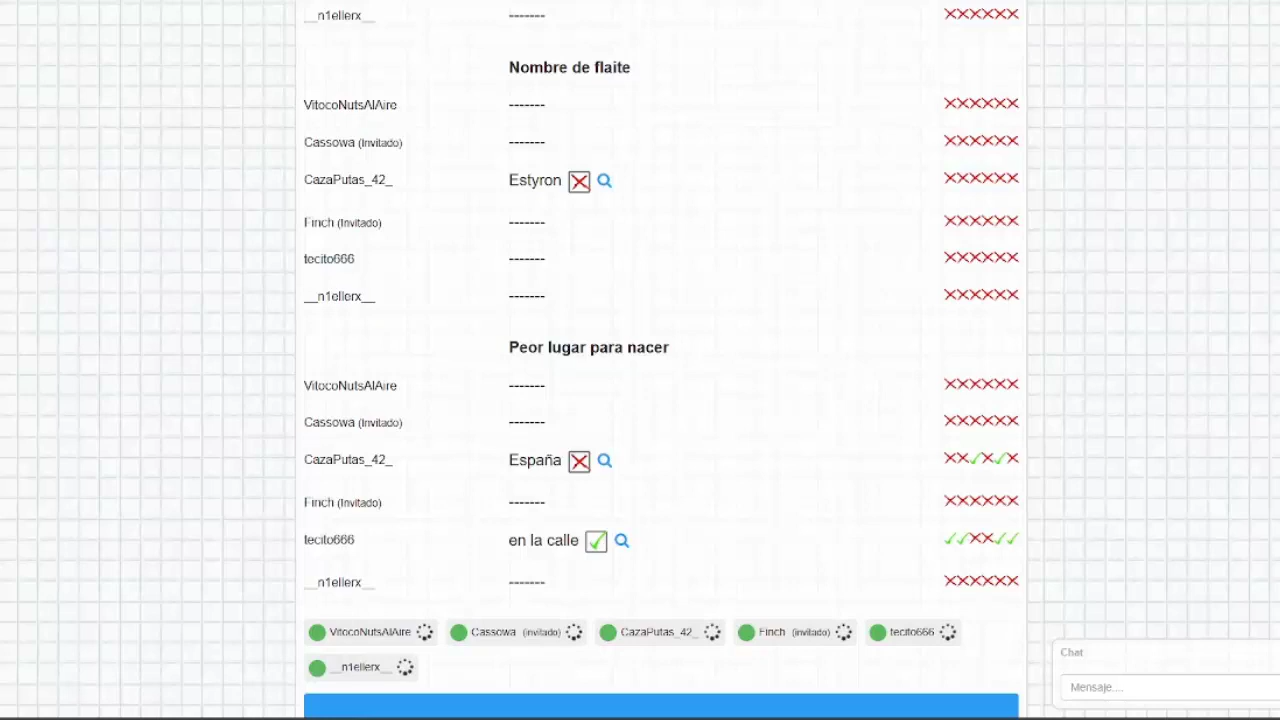 __n1ellerx__ -------
Nombre de flaite
VitocoNutsAlAire -------
Cassowa (Invitado) -------
CazaPutas_42_ Estyron
Finch (Invitado) -------
tecito666 -------
__n1ellerx__ -------
Peor lugar para nacer
VitocoNutsAlAire -------
Cassowa (Invitado) -------
CazaPutas_42_ España
Finch (Invitado) -------
tecito666 en la calle
__n1ellerx__ -------
VitocoNutsAlAire Cassowa (invitado) CazaPutas_42_ Finch (invitado) tecito666
__n1ellerx__
Chat
Mensaje....